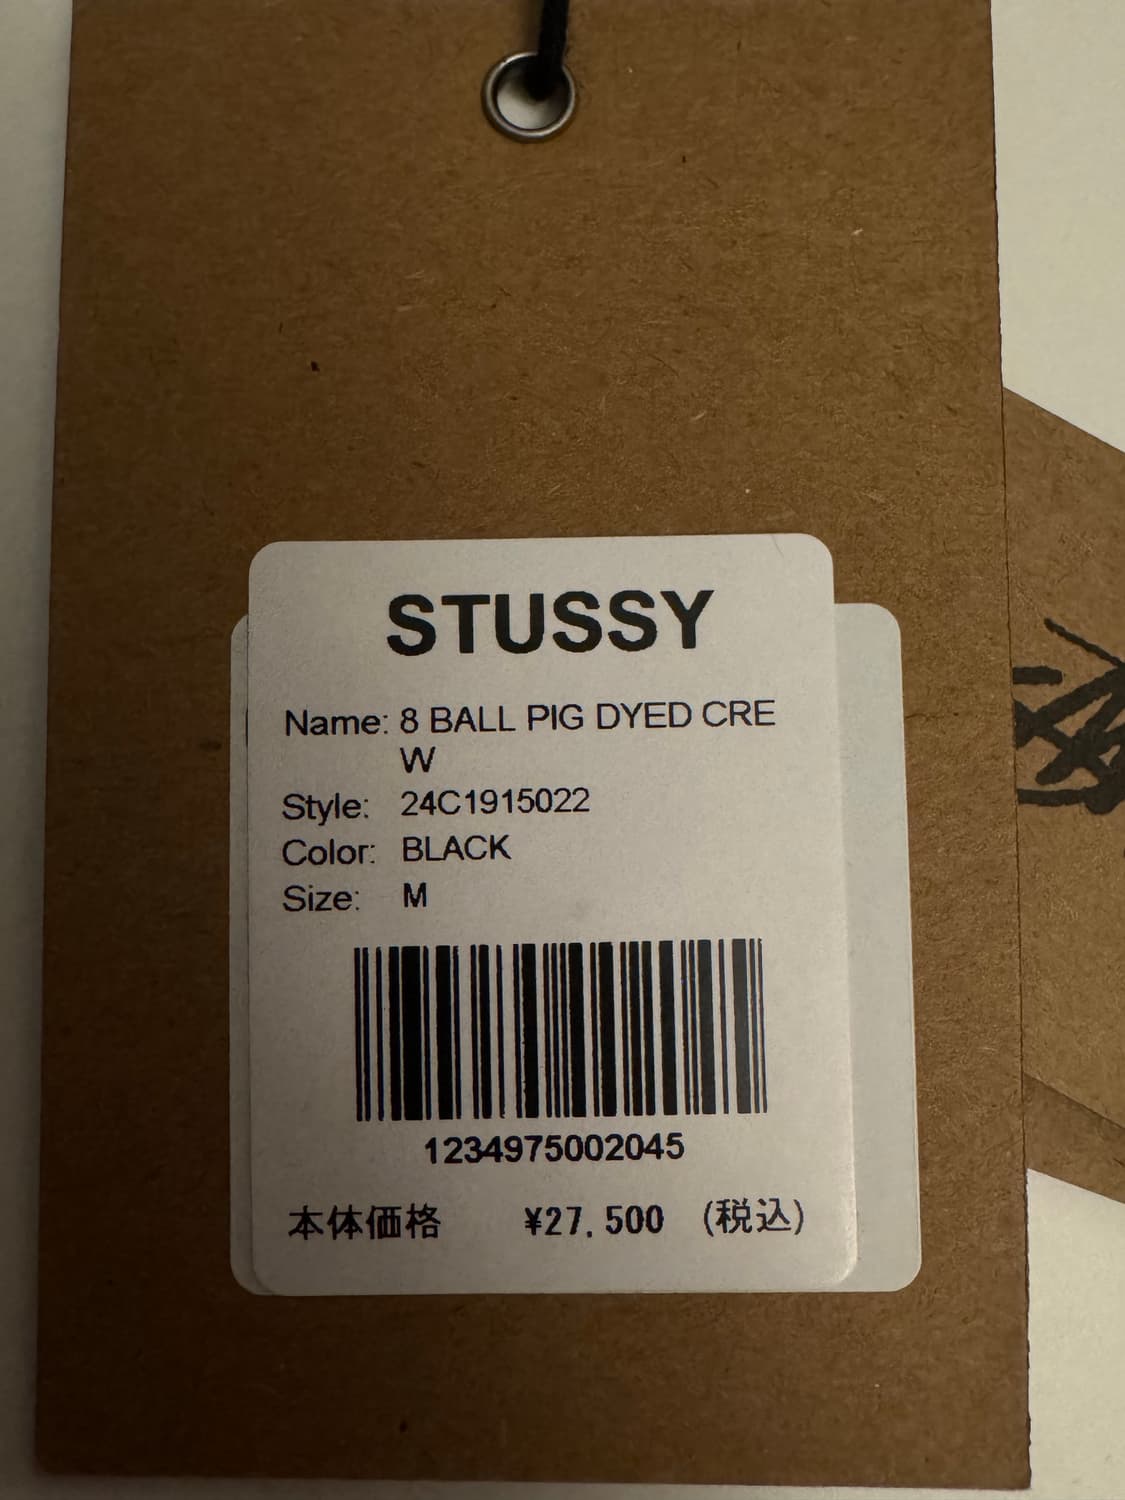 STUSSY
Name: 8 BALL PIG DYED CRE
W
Style: 24C1915022
Color: BLACK
Size: M
1234975002045
本体価格 ¥27,500 (税込)